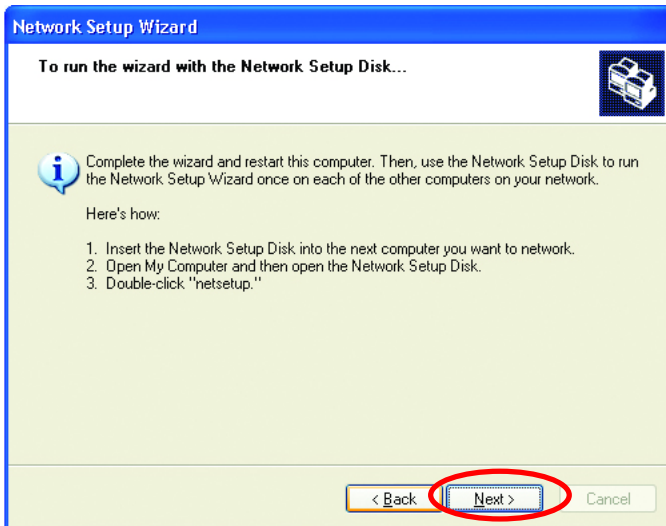 Network Setup Wizard
To run the wizard with the Network Setup Disk...
Complete the wizard and restart this computer. Then, use the Network Setup Disk to run
the Network Setup Wizard once on each of the other computers on your network.
Here's how:
1. Insert the Network Setup Disk into the next computer you want to network.
2. Open My Computer and then open the Network Setup Disk.
3. Double-click "netsetup."
< Back
Next >
Cancel